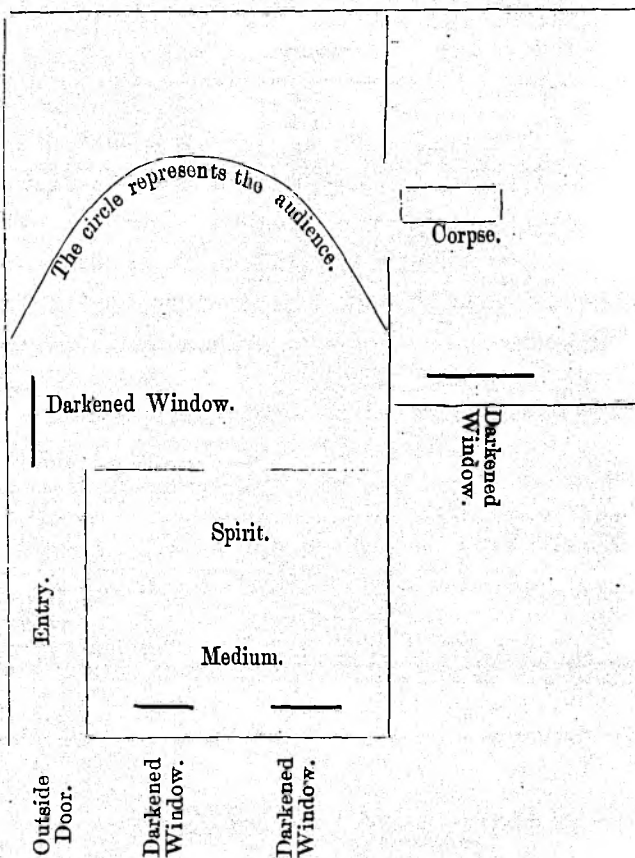 The circle represents the audience.
Corpse.
Darkened Window.
Darkened
Window.
Spirit.
Entry.
Medium.
Outside
Door.
Darkened
Window.
Darkened
Window.